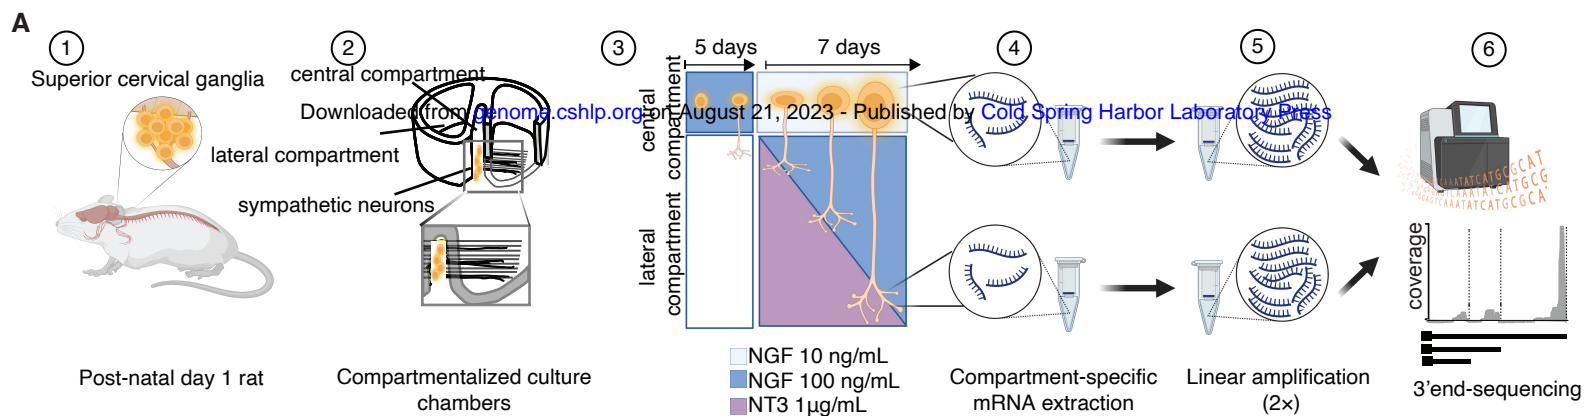 A
1
2
3
4
5
6
Superior cervical ganglia
Post-natal day 1 rat
central compartment
lateral compartment
sympathetic neurons
Compartmentalized culture
chambers
Downloaded from genome.cshlp.org on August 21, 2023 - Published by Cold Spring Harbor Laboratory Press
5 days
7 days
central
compartment
lateral
compartment
NGF 10 ng/mL
NGF 100 ng/mL
NT3 1µg/mL
Compartment-specific
mRNA extraction
Linear amplification
(2×)
coverage
3'end-sequencing